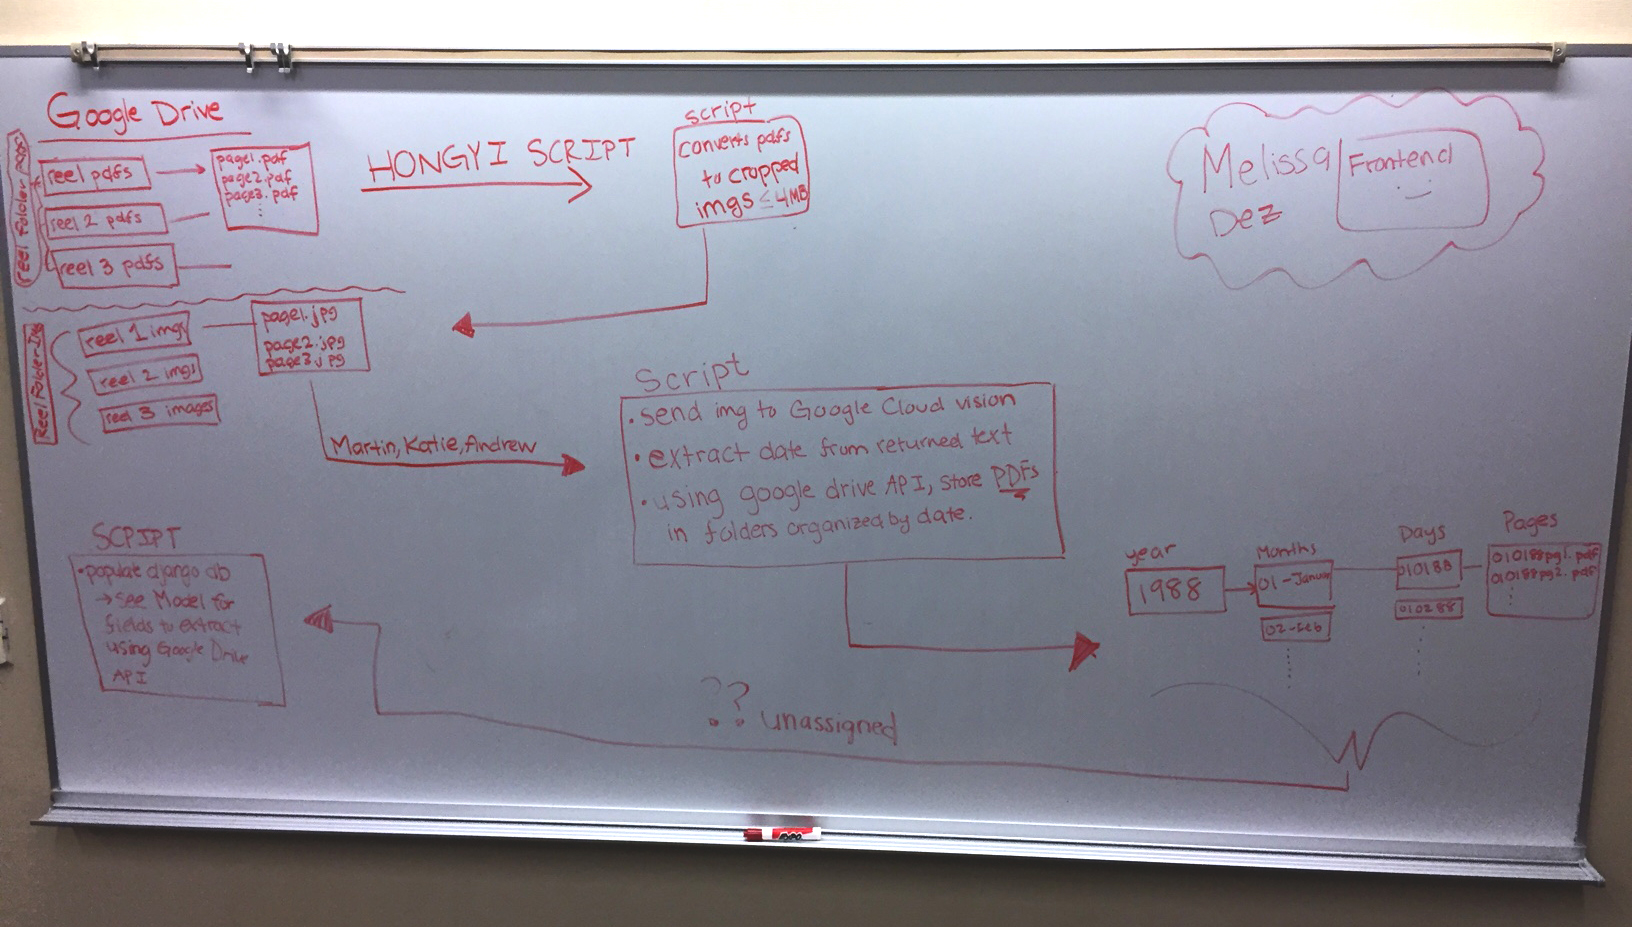 Google Drive
reel folder pdfs
reel pdfs
reel 2 pdfs
reel 3 pdfs
page1.pdf
page2.pdf
page3.pdf
HONGYI SCRIPT
script
converts pdfs
to cropped
imgs ≤ 4MB
Melissa
Dez
Frontend
Reel Folder Img
reel 1 imgs
reel 2 imgs
reel 3 images
page1.jpg
page2.jpg
page3.jpg
Martin, Katie, Andrew
Script
• send img to Google Cloud vision
• extract date from returned text
• using google drive API, store PDFs
in folders organized by date.
year
1988
Months
01-Januar
02-Feb
Days
010188
010288
Pages
010188pg1.pdf
010188pg2.pdf
?? unassigned
SCRIPT
• populate django db
→ see Model for
fields to extract
using Google Drive
API
EXPO